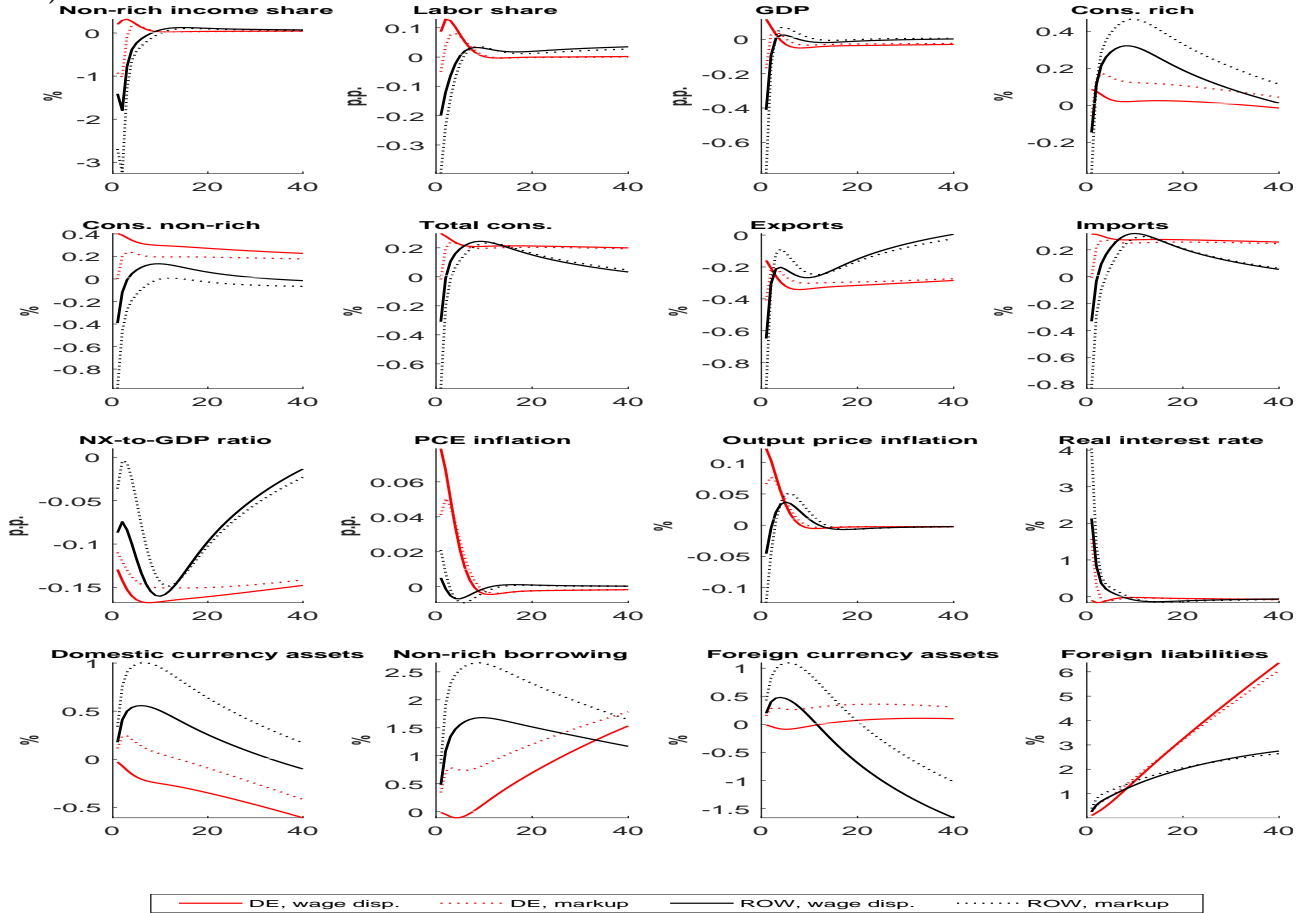 Non-rich income share Labor share GDP Cons. rich
0 -1 -2 -3 % 0 20 40
0.1 0 -0.1 -0.2 -0.3 p.p. 0 20 40
0 -0.2 -0.4 -0.6 p.p. 0 20 40
0.4 0.2 0 -0.2 % 0 20 40
Cons. non-rich Total cons. Exports Imports
0.4 0.2 0 -0.2 -0.4 -0.6 -0.8 % 0 20 40
0.2 0 -0.2 -0.4 -0.6 % 0 20 40
0 -0.2 -0.4 -0.6 -0.8 % 0 20 40
0.2 0 -0.2 -0.4 -0.6 -0.8 % 0 20 40
NX-to-GDP ratio PCE inflation Output price inflation Real interest rate
0 -0.05 -0.1 -0.15 p.p. 0 20 40
0.06 0.04 0.02 0 p.p. 0 20 40
0.1 0.05 0 -0.05 -0.1 % 0 20 40
4 3 2 1 0 % 0 20 40
Domestic currency assets Non-rich borrowing Foreign currency assets Foreign liabilities
1 0.5 0 -0.5 % 0 20 40
2.5 2 1.5 1 0.5 0 % 0 20 40
1 0.5 0 -0.5 -1 -1.5 % 0 20 40
6 5 4 3 2 1 % 0 20 40
DE, wage disp. DE, markup ROW, wage disp. ROW, markup